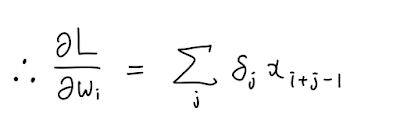 ∴ ∂L/∂wᵢ = Σⱼ δⱼ xᵢ₊ⱼ₋₁